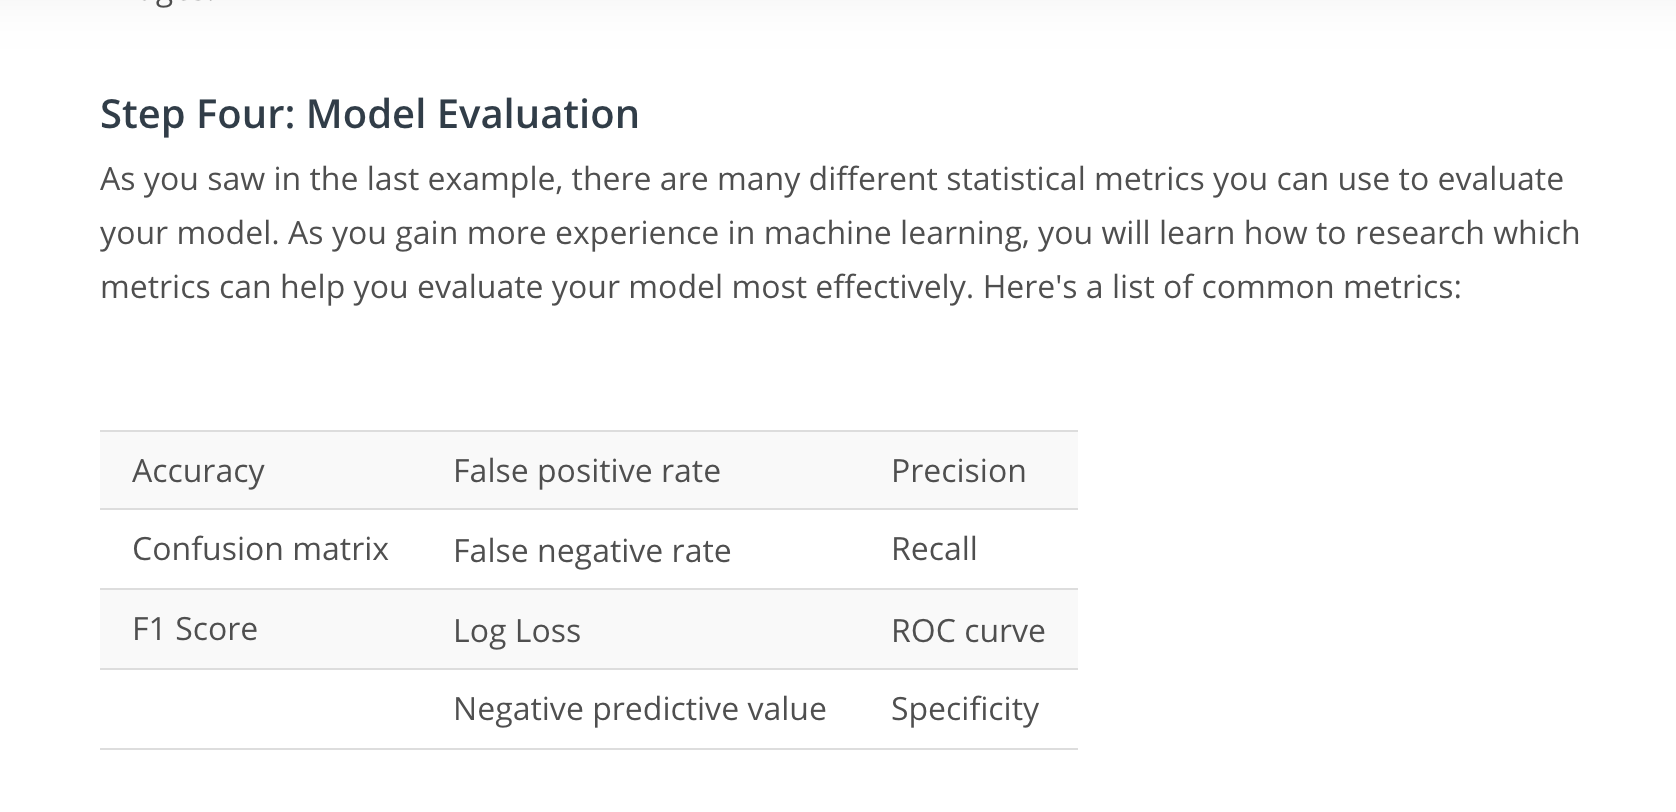 Step Four: Model Evaluation
As you saw in the last example, there are many different statistical metrics you can use to evaluate
your model. As you gain more experience in machine learning, you will learn how to research which
metrics can help you evaluate your model most effectively. Here's a list of common metrics:
Accuracy False positive rate Precision
Confusion matrix False negative rate Recall
F1 Score Log Loss ROC curve
Negative predictive value Specificity